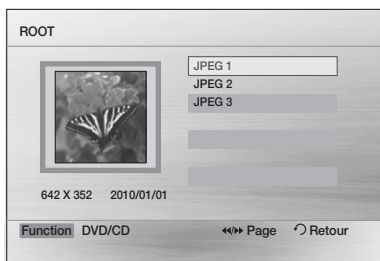 ROOT
JPEG 1
JPEG 2
JPEG 3
642 X 352 2010/01/01
Function DVD/CD Page Retour